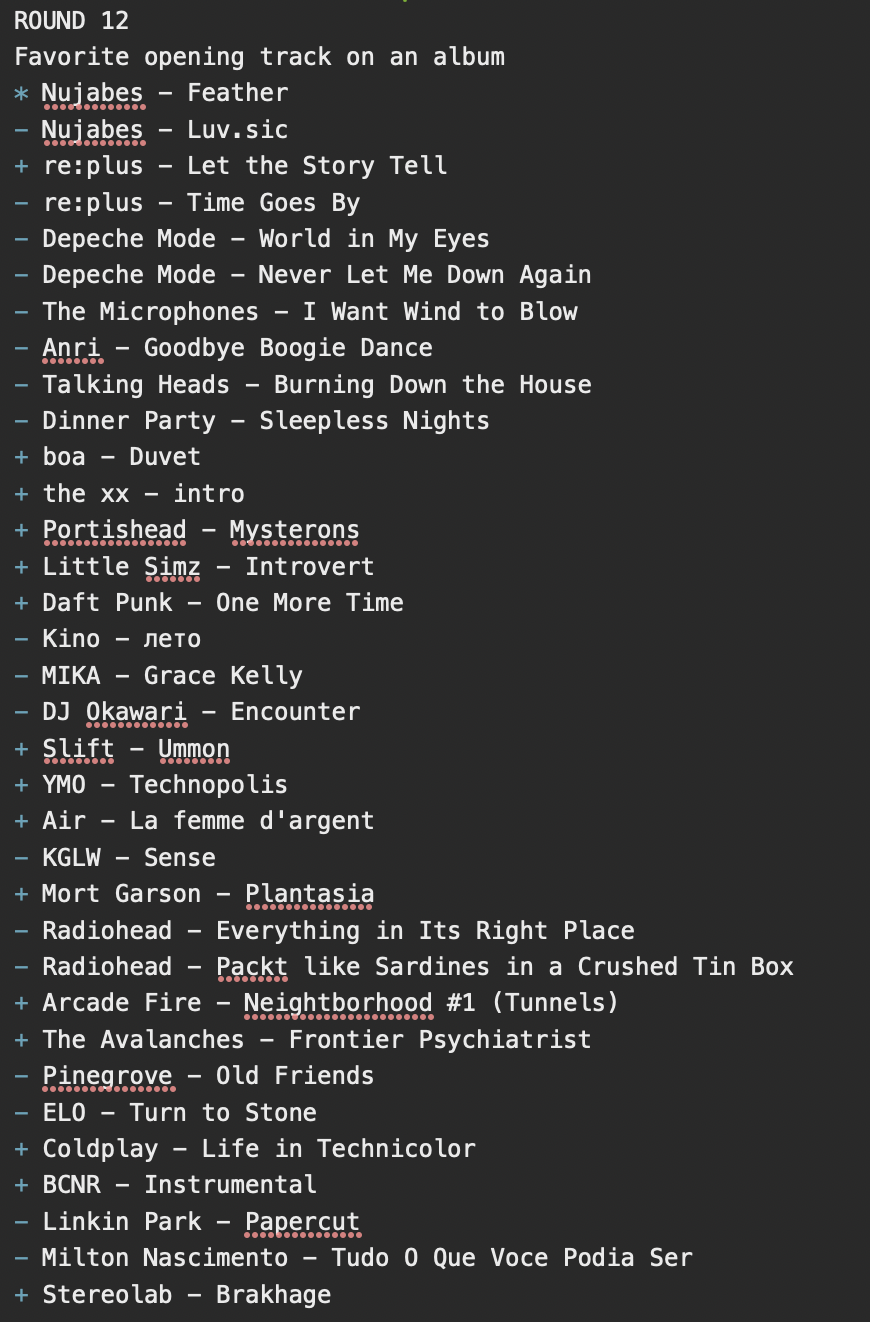 ROUND 12
Favorite opening track on an album
* Nujabes – Feather
– Nujabes – Luv.sic
+ re:plus – Let the Story Tell
– re:plus – Time Goes By
– Depeche Mode – World in My Eyes
– Depeche Mode – Never Let Me Down Again
– The Microphones – I Want Wind to Blow
– Anri – Goodbye Boogie Dance
– Talking Heads – Burning Down the House
– Dinner Party – Sleepless Nights
+ boa – Duvet
+ the xx – intro
+ Portishead – Mysterons
+ Little Simz – Introvert
+ Daft Punk – One More Time
– Kino – лето
– MIKA – Grace Kelly
– DJ Okawari – Encounter
+ Slift – Ummon
+ YMO – Technopolis
+ Air – La femme d'argent
– KGLW – Sense
+ Mort Garson – Plantasia
– Radiohead – Everything in Its Right Place
– Radiohead – Packt like Sardines in a Crushed Tin Box
+ Arcade Fire – Neightborhood #1 (Tunnels)
+ The Avalanches – Frontier Psychiatrist
– Pinegrove – Old Friends
– ELO – Turn to Stone
+ Coldplay – Life in Technicolor
+ BCNR – Instrumental
– Linkin Park – Papercut
– Milton Nascimento – Tudo O Que Voce Podia Ser
+ Stereolab – Brakhage